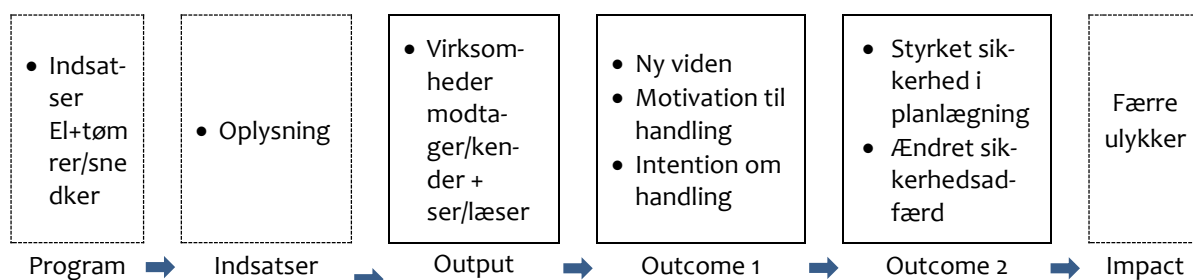 • Indsat-
ser
El+tøm
rer/sne
dker
• Oplysning
• Virksom-
heder
modta-
ger/ken-
der +
ser/læser
• Ny viden
• Motivation til
handling
• Intention om
handling
• Styrket sik-
kerhed i
planlægning
• Ændret sik-
kerhedsad-
færd
Færre
ulykker
Program
Indsatser
Output
Outcome 1
Outcome 2
Impact